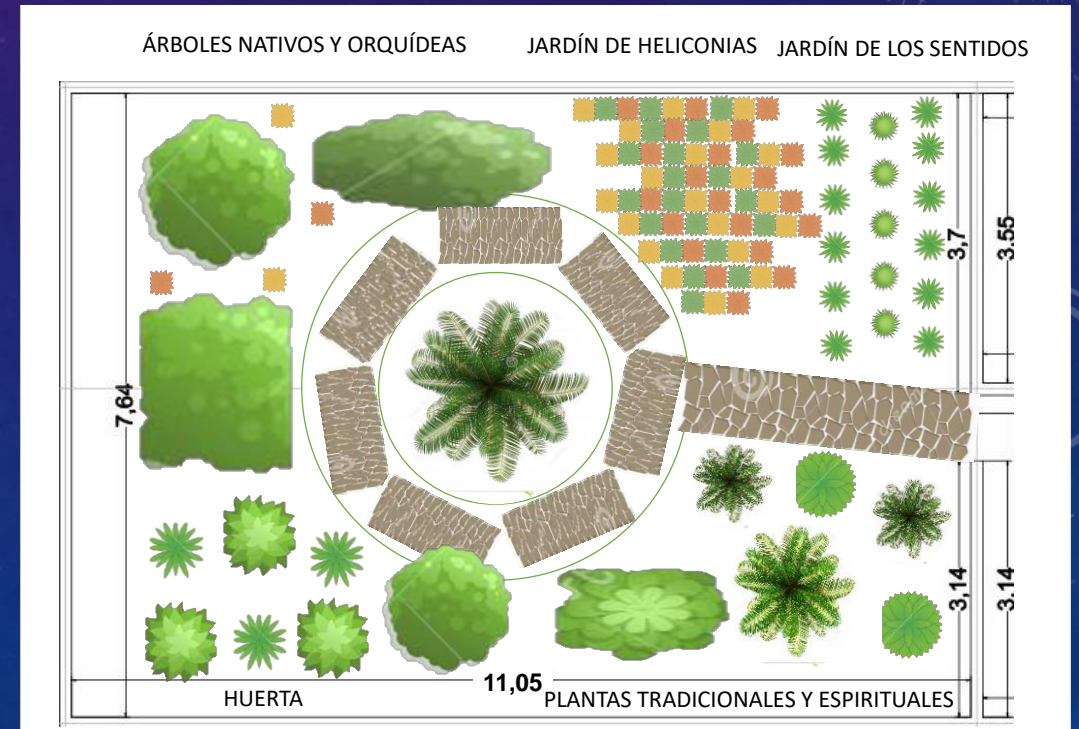 ÁRBOLES NATIVOS Y ORQUÍDEAS
JARDÍN DE HELICONIAS
JARDÍN DE LOS SENTIDOS
3,7
3.55
7,64
3,14
3.14
11,05
HUERTA
PLANTAS TRADICIONALES Y ESPIRITUALES